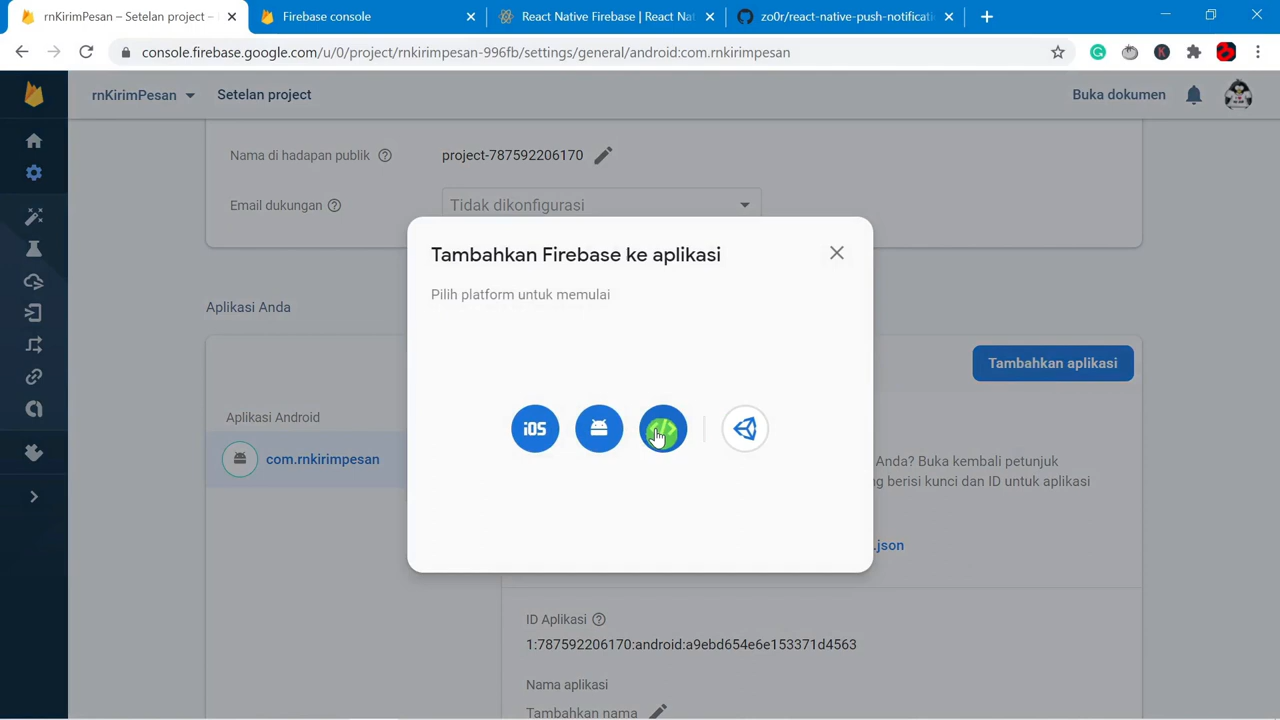 rnKirimPesan – Setelan project –
Firebase console
React Native Firebase | React Nat
zo0r/react-native-push-notificati
console.firebase.google.com/u/0/project/rnkirimpesan-996fb/settings/general/android:com.rnkirimpesan
rnKirimPesan
Setelan project
Buka dokumen
Nama di hadapan publik
project-787592206170
Email dukungan
Tidak dikonfigurasi
Tambahkan Firebase ke aplikasi
Pilih platform untuk memulai
Aplikasi Anda
Tambahkan aplikasi
Aplikasi Android
iOS
com.rnkirimpesan
Anda? Buka kembali petunjuk
g berisi kunci dan ID untuk aplikasi
.json
ID Aplikasi
1:787592206170:android:a9ebd654e6e153371d4563
Nama aplikasi
Tambahkan nama